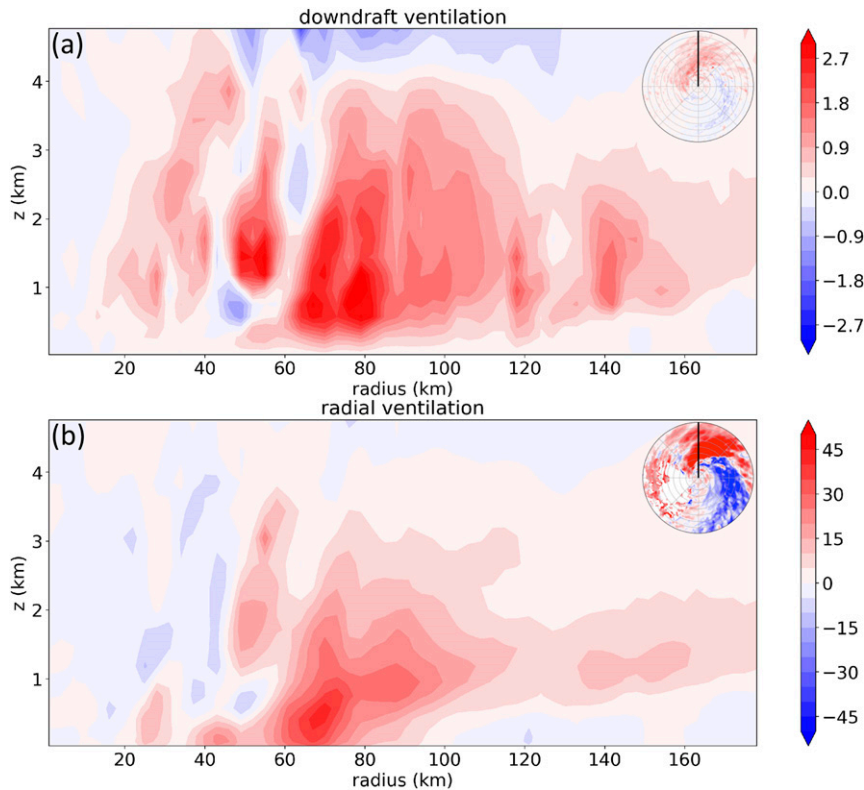 downdraft ventilation
(a)
4
3
2
1
z (km)
20 40 60 80 100 120 140 160
radius (km)
2.7
1.8
0.9
0.0
−0.9
−1.8
−2.7
radial ventilation
(b)
4
3
2
1
z (km)
20 40 60 80 100 120 140 160
radius (km)
45
30
15
0
−15
−30
−45